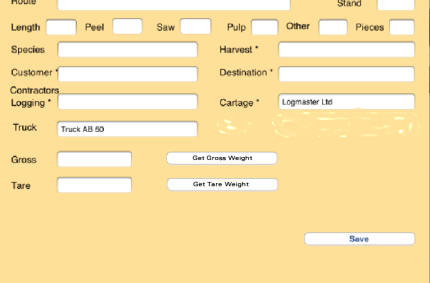 Route Stand
Length Peel Saw Pulp Other Pieces
Species Harvest *
Customer * Destination *
Contractors
Logging * Cartage * Logmaster Ltd
Truck Truck AB 50
Gross Get Gross Weight
Tare Get Tare Weight
Save